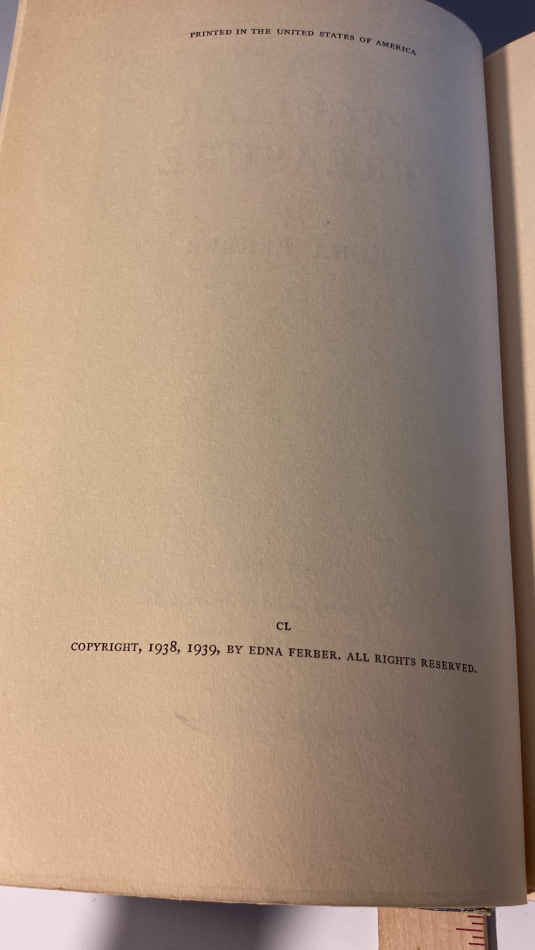 PRINTED IN THE UNITED STATES OF AMERICA
CL
COPYRIGHT, 1938, 1939, BY EDNA FERBER. ALL RIGHTS RESERVED.